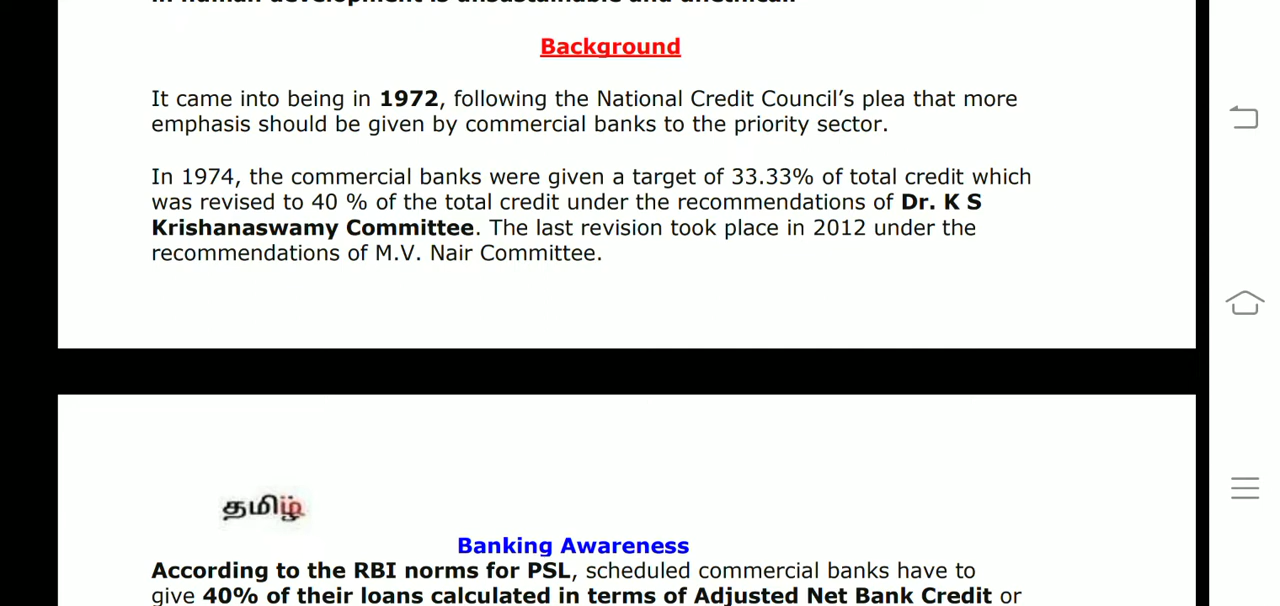 Background
It came into being in 1972, following the National Credit Council’s plea that more
emphasis should be given by commercial banks to the priority sector.
In 1974, the commercial banks were given a target of 33.33% of total credit which
was revised to 40 % of the total credit under the recommendations of Dr. K S
Krishanaswamy Committee. The last revision took place in 2012 under the
recommendations of M.V. Nair Committee.
தமிழ்
Banking Awareness
According to the RBI norms for PSL, scheduled commercial banks have to
give 40% of their loans calculated in terms of Adjusted Net Bank Credit or